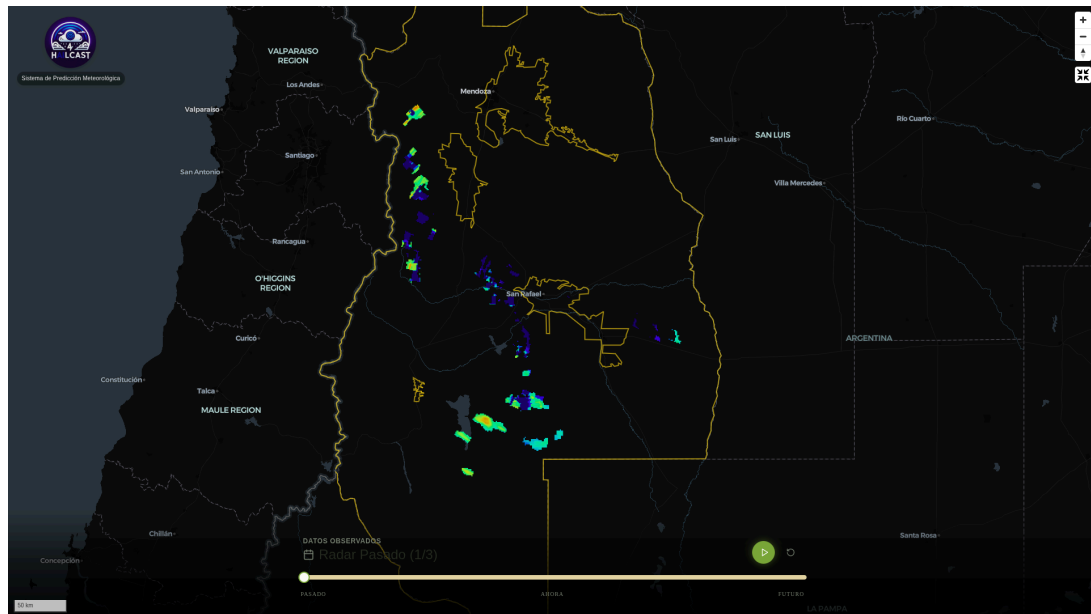 H 4 LCAST
Sistema de Predicción Meteorológica
VALPARAISO
REGION
Los Andes
Valparaíso
Mendoza
Santiago
San Antonio
San Luis
SAN LUIS
Río Cuarto
Villa Mercedes
Rancagua
O'HIGGINS
REGION
San Rafael
Curicó
ARGENTINA
Constitución
Talca
MAULE REGION
Chillán
Concepción
Santa Rosa
DATOS OBSERVADOS
Radar Pasado (1/3)
PASADO
AHORA
FUTURO
LA PAMPA
50 km